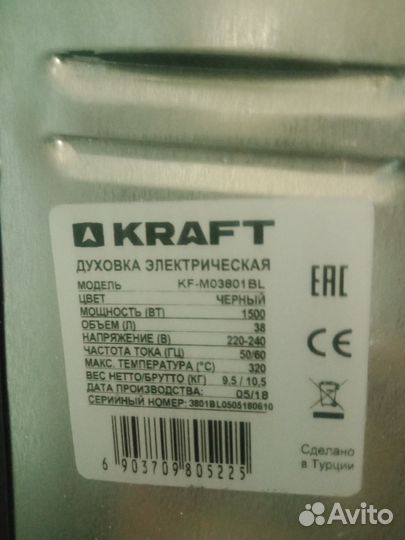 KRAFT
ДУХОВКА ЭЛЕКТРИЧЕСКАЯ
МОДЕЛЬ KF-MO3801BL
ЦВЕТ ЧЕРНЫЙ
МОЩНОСТЬ (ВТ) 1500
ОБЪЕМ (Л) 38
НАПРЯЖЕНИЕ (В) 220-240
ЧАСТОТА ТОКА (ГЦ) 50/60
МАКС. ТЕМПЕРАТУРА (°С) 320
ВЕС НЕТТО/БРУТТО (КГ) 9.5 / 10,5
ДАТА ПРОИЗВОДСТВА: 05/18
СЕРИЙНЫЙ НОМЕР: 3801BL0505180610
6 903709 805225
EAC
CE
Сделано
в Турции
Avito